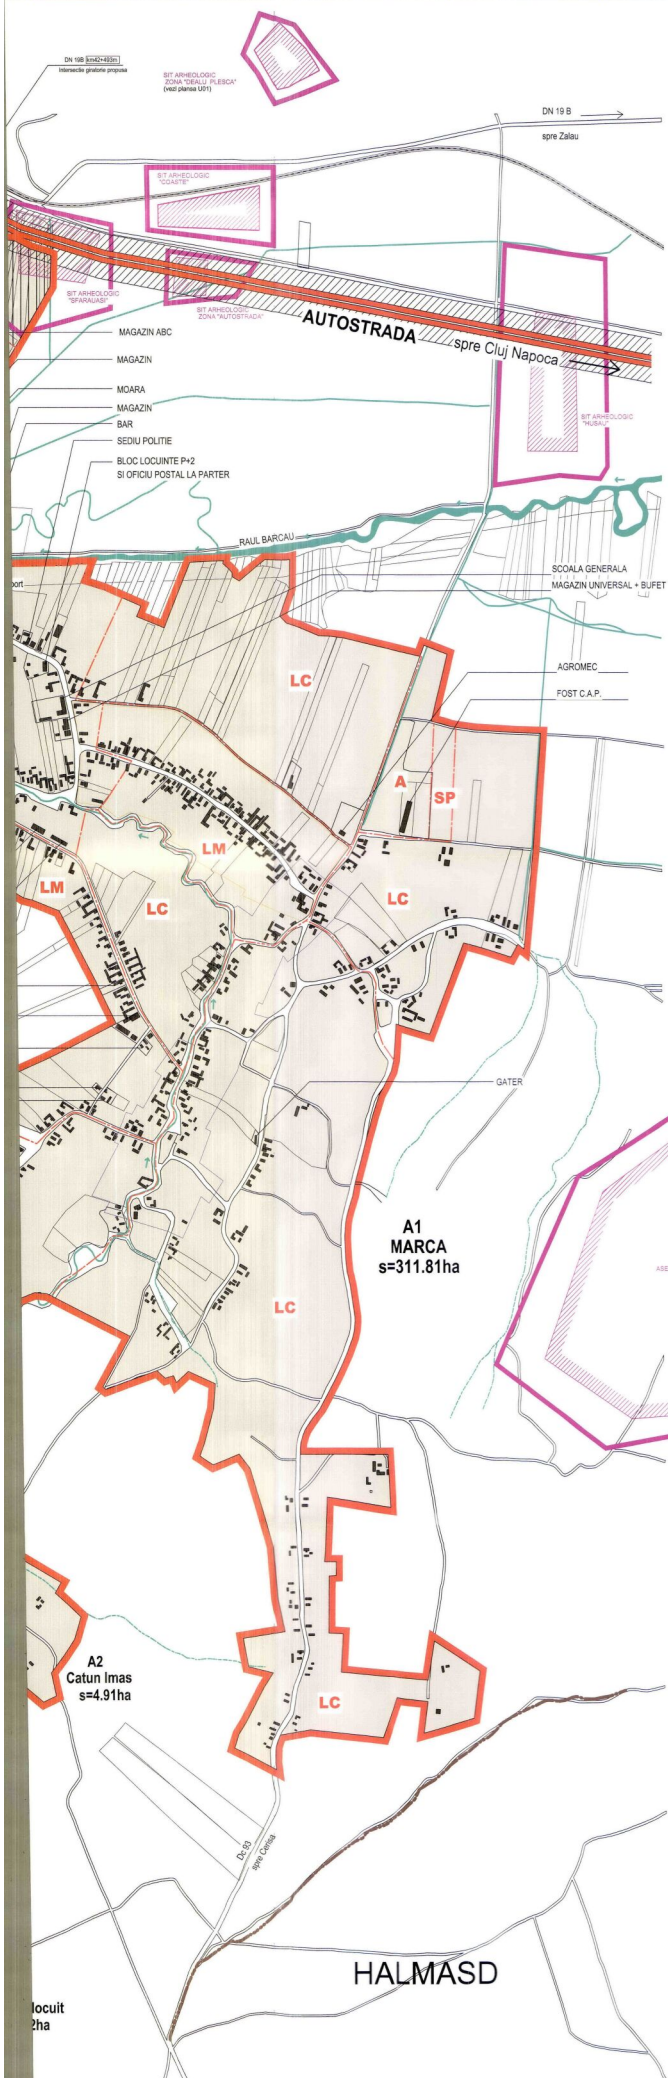 DN 19B km42+493m
Intersectie giratorie propusa
SIT ARHEOLOGIC
ZONA "DEALU PLESCA"
(vezi plansa U01)
DN 19 B
spre Zalau
SIT ARHEOLOGIC
"COASTE"
SIT ARHEOLOGIC
"SFARAUASI"
SIT ARHEOLOGIC
ZONA "AUTOSTRADA"
AUTOSTRADA
spre Cluj Napoca
MAGAZIN ABC
MAGAZIN
MOARA
MAGAZIN
BAR
SEDIU POLITIE
BLOC LOCUINTE P+2
SI OFICIU POSTAL LA PARTER
SIT ARHEOLOGIC
"HUSAU"
RAUL BARCAU
SCOALA GENERALA
MAGAZIN UNIVERSAL + BUFET
ort
AGROMEC
FOST C.A.P.
LC
A
SP
LM
LM
LC
LC
GATER
A1
MARCA
s=311.81ha
ASE
LC
A2
Catun Imas
s=4.91ha
LC
Dc 93
spre Cerisa
HALMASD
locuit
2ha